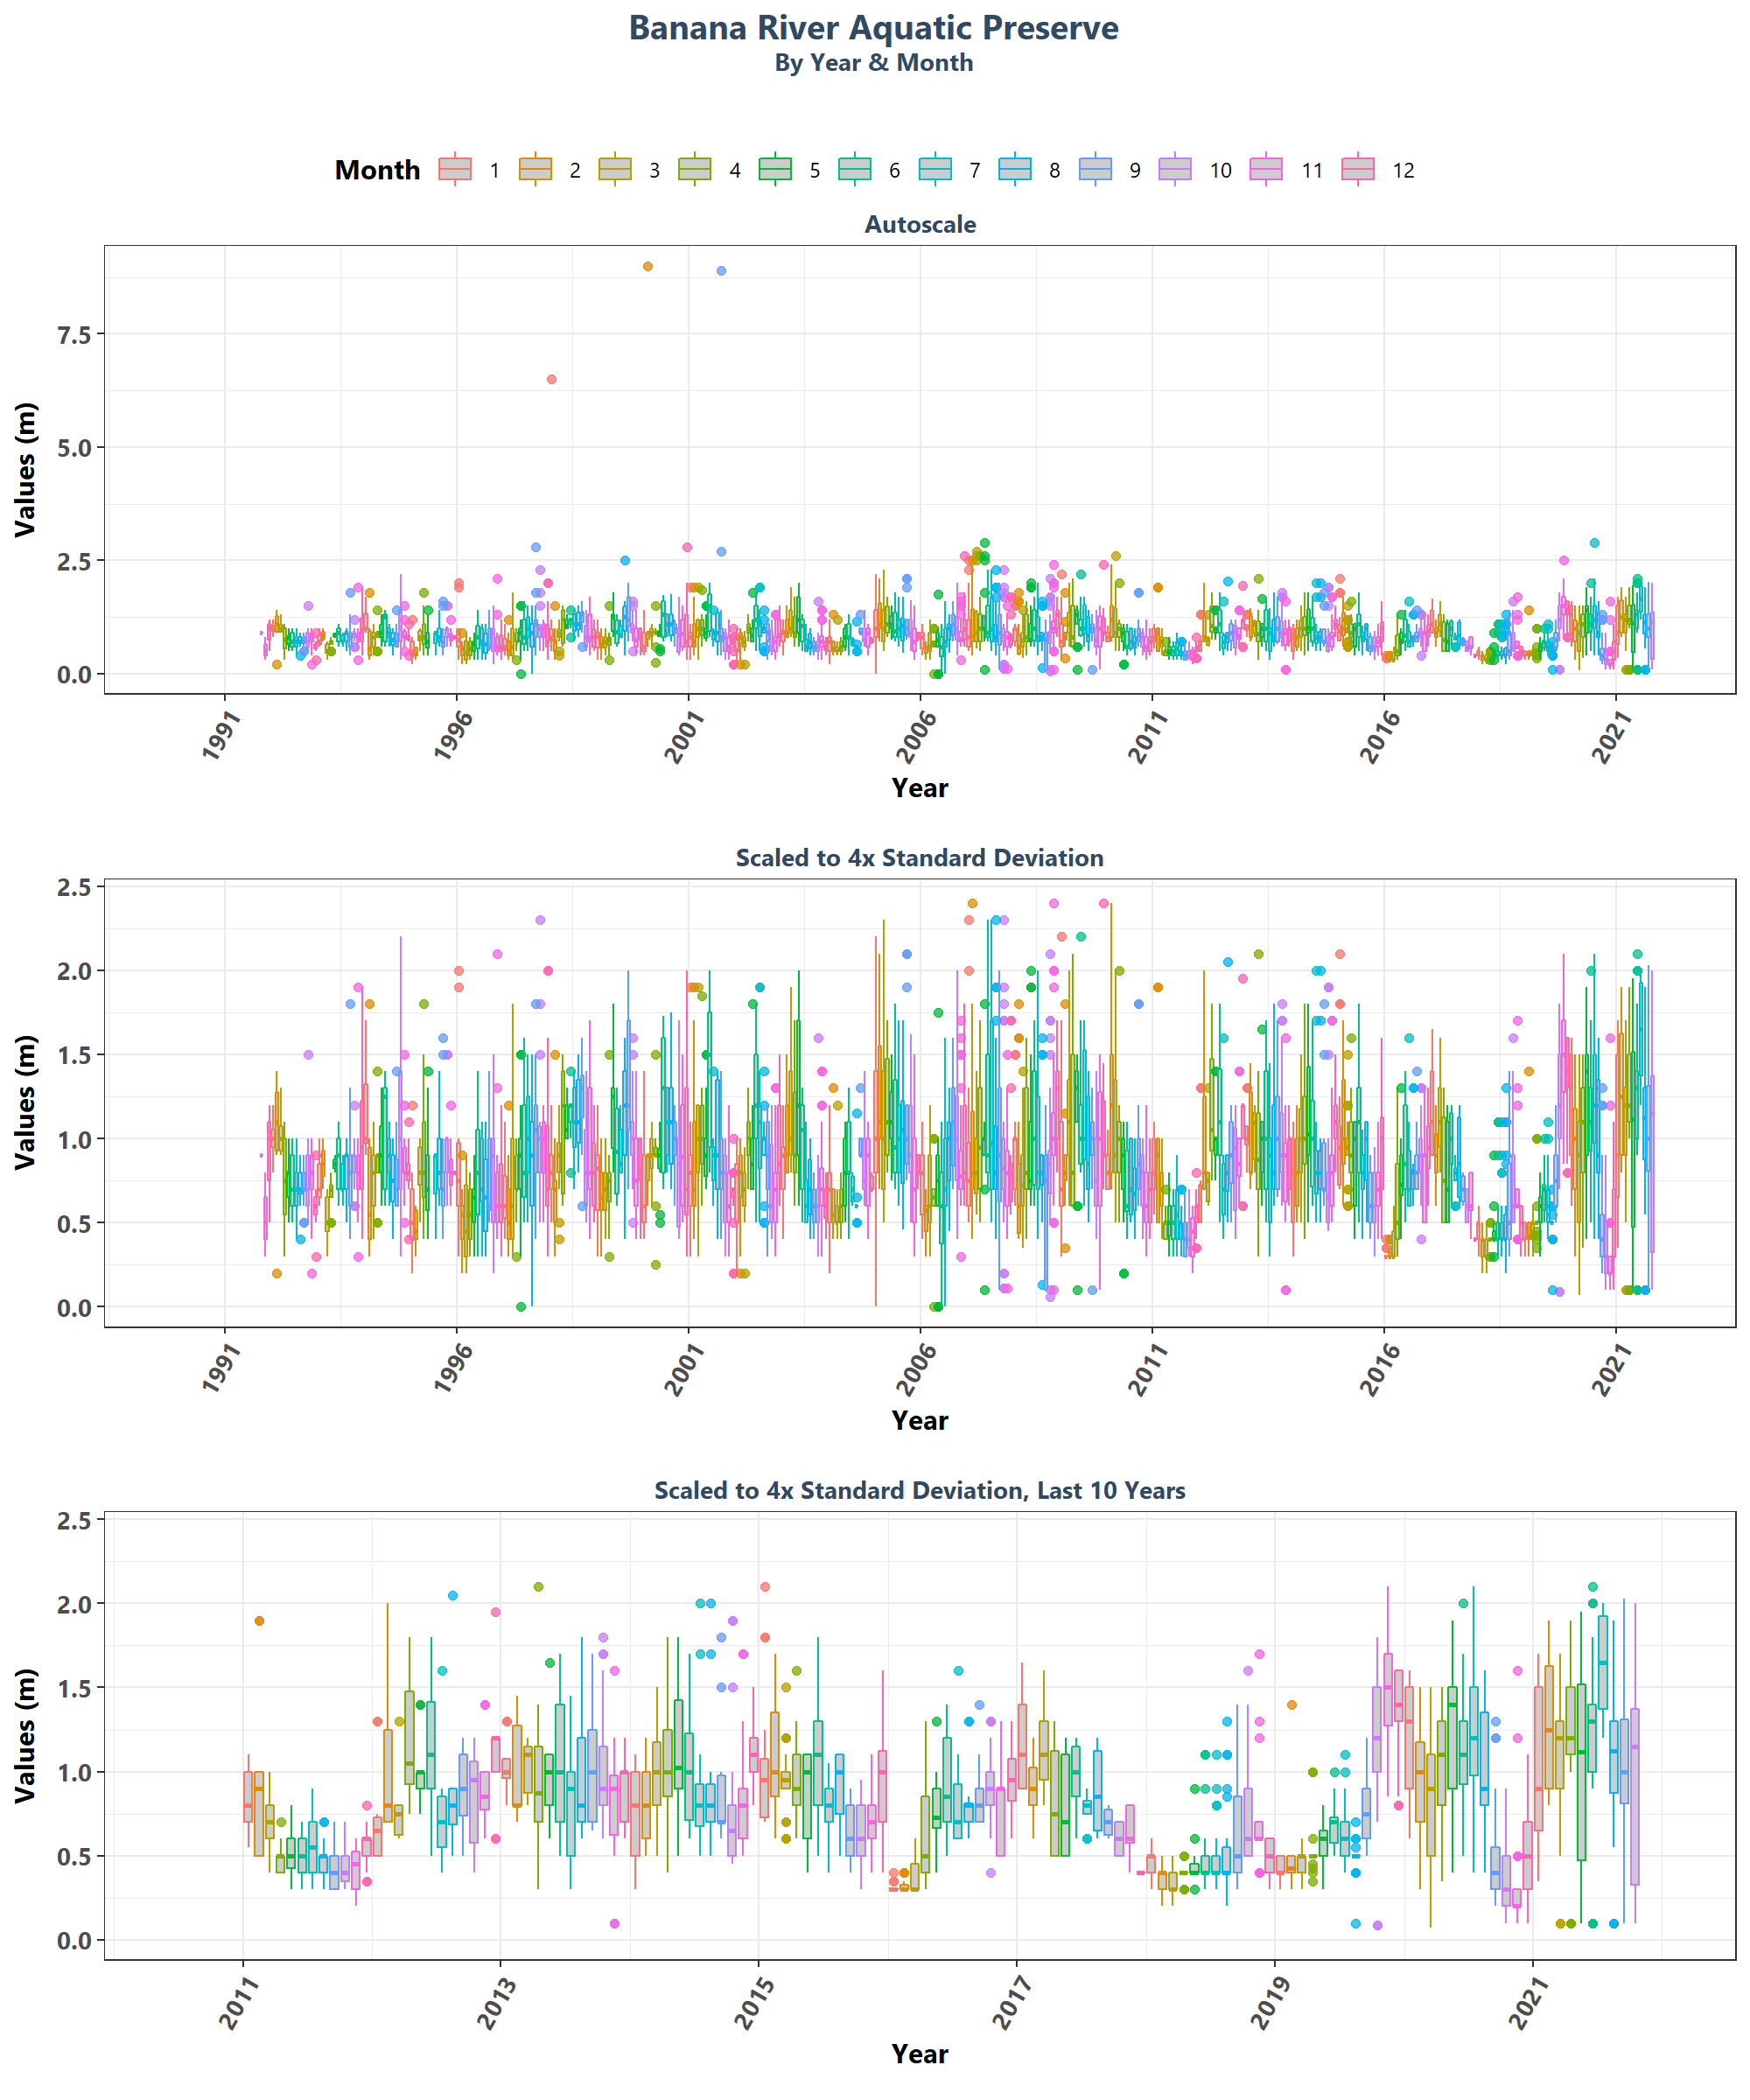 Banana River Aquatic Preserve
By Year & Month
Month 1 2 3 4 5 6 7 8 9 10 11 12
Autoscale
Values (m)
7.5
5.0
2.5
0.0
1991 1996 2001 2006 2011 2016 2021
Year
Scaled to 4x Standard Deviation
Values (m)
2.5
2.0
1.5
1.0
0.5
0.0
1991 1996 2001 2006 2011 2016 2021
Year
Scaled to 4x Standard Deviation, Last 10 Years
Values (m)
2.5
2.0
1.5
1.0
0.5
0.0
2011 2013 2015 2017 2019 2021
Year